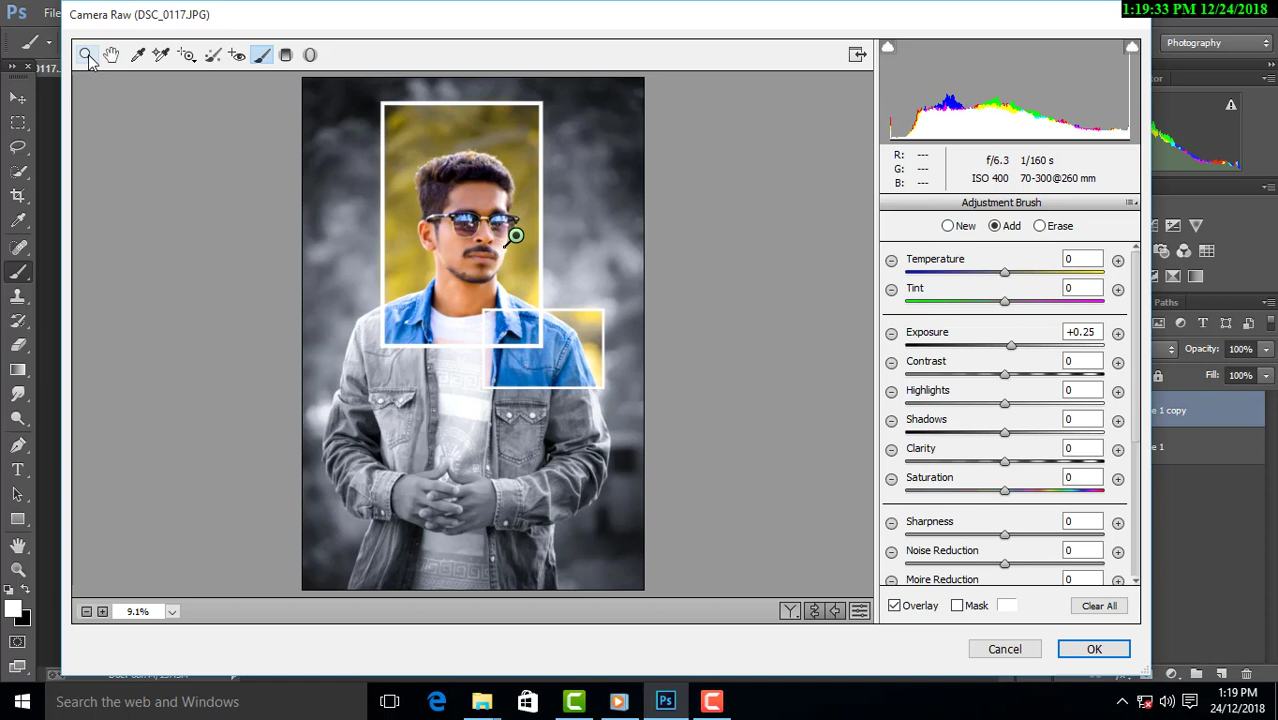 Ps
File
Camera Raw (DSC_0117.JPG)
1:19:33 PM 12/24/2018
Photography
f/6.3 1/160 s
ISO 400 70-300@260 mm
R: ---
G: ---
B: ---
Adjustment Brush
New Add Erase
Temperature 0
Tint 0
Exposure +0.25
Contrast 0
Highlights 0
Shadows 0
Clarity 0
Saturation 0
Sharpness 0
Noise Reduction 0
Moire Reduction 0
Overlay Mask Clear All
Cancel OK
9.1%
Paths
Opacity: 100%
Fill: 100%
Search the web and Windows
1:19 PM
24/12/2018